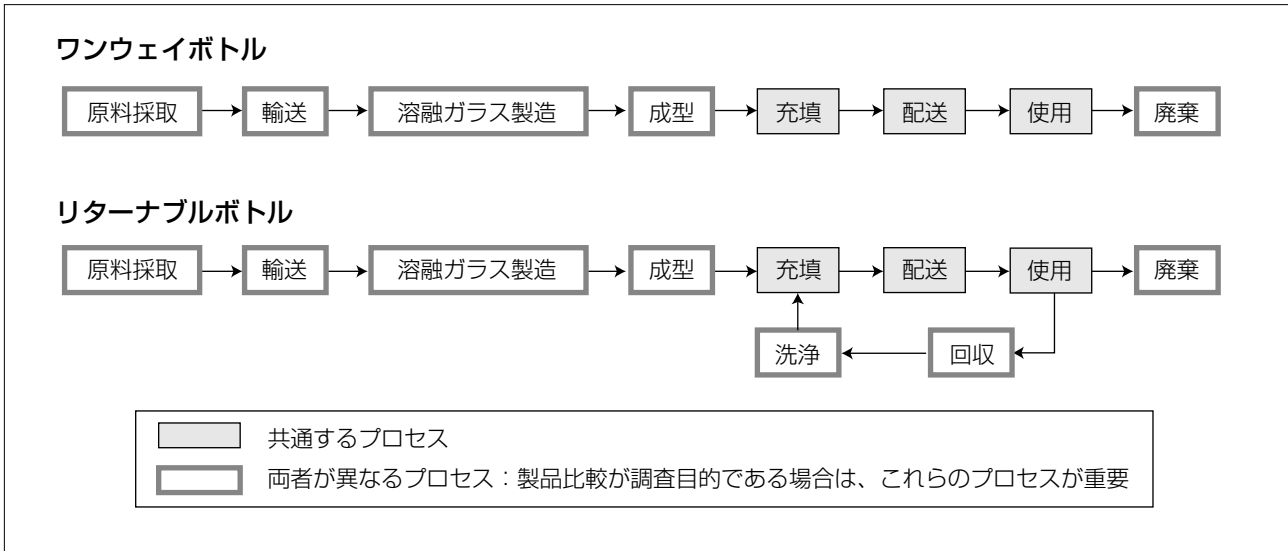 ワンウェイボトル
原料採取 輸送 溶融ガラス製造 成型 充填 配送 使用 廃棄
リターナブルボトル
原料採取 輸送 溶融ガラス製造 成型 充填 配送 使用 廃棄
洗浄 回収
共通するプロセス
両者が異なるプロセス：製品比較が調査目的である場合は、これらのプロセスが重要